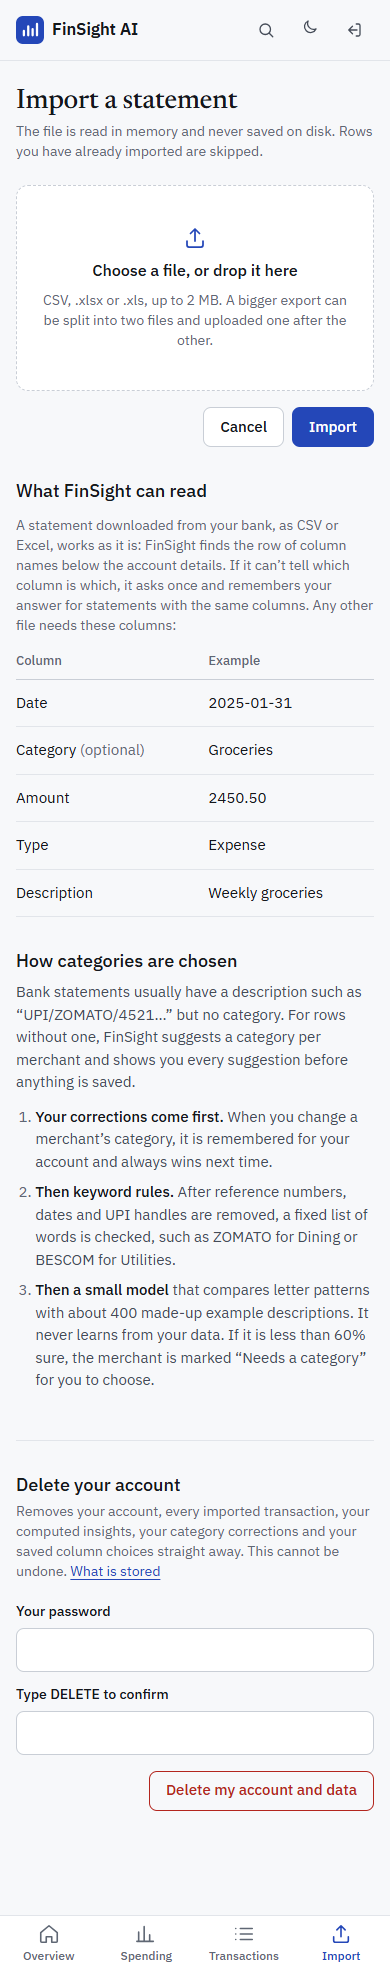 FinSight AI
Import a statement
The file is read in memory and never saved on disk. Rows
you have already imported are skipped.
Choose a file, or drop it here
CSV, .xlsx or .xls, up to 2 MB. A bigger export can
be split into two files and uploaded one after the
other.
Cancel
Import
What FinSight can read
A statement downloaded from your bank, as CSV or
Excel, works as it is: FinSight finds the row of column
names below the account details. If it can’t tell which
column is which, it asks once and remembers your
answer for statements with the same columns. Any other
file needs these columns:
Column Example
Date 2025-01-31
Category (optional) Groceries
Amount 2450.50
Type Expense
Description Weekly groceries
How categories are chosen
Bank statements usually have a description such as
“UPI/ZOMATO/4521…” but no category. For rows
without one, FinSight suggests a category per
merchant and shows you every suggestion before
anything is saved.
1. Your corrections come first. When you change a
merchant’s category, it is remembered for your
account and always wins next time.
2. Then keyword rules. After reference numbers,
dates and UPI handles are removed, a fixed list of
words is checked, such as ZOMATO for Dining or
BESCOM for Utilities.
3. Then a small model that compares letter patterns
with about 400 made-up example descriptions. It
never learns from your data. If it is less than 60%
sure, the merchant is marked “Needs a category”
for you to choose.
Delete your account
Removes your account, every imported transaction, your
computed insights, your category corrections and your
saved column choices straight away. This cannot be
undone. What is stored
Your password
Type DELETE to confirm
Delete my account and data
Overview Spending Transactions Import